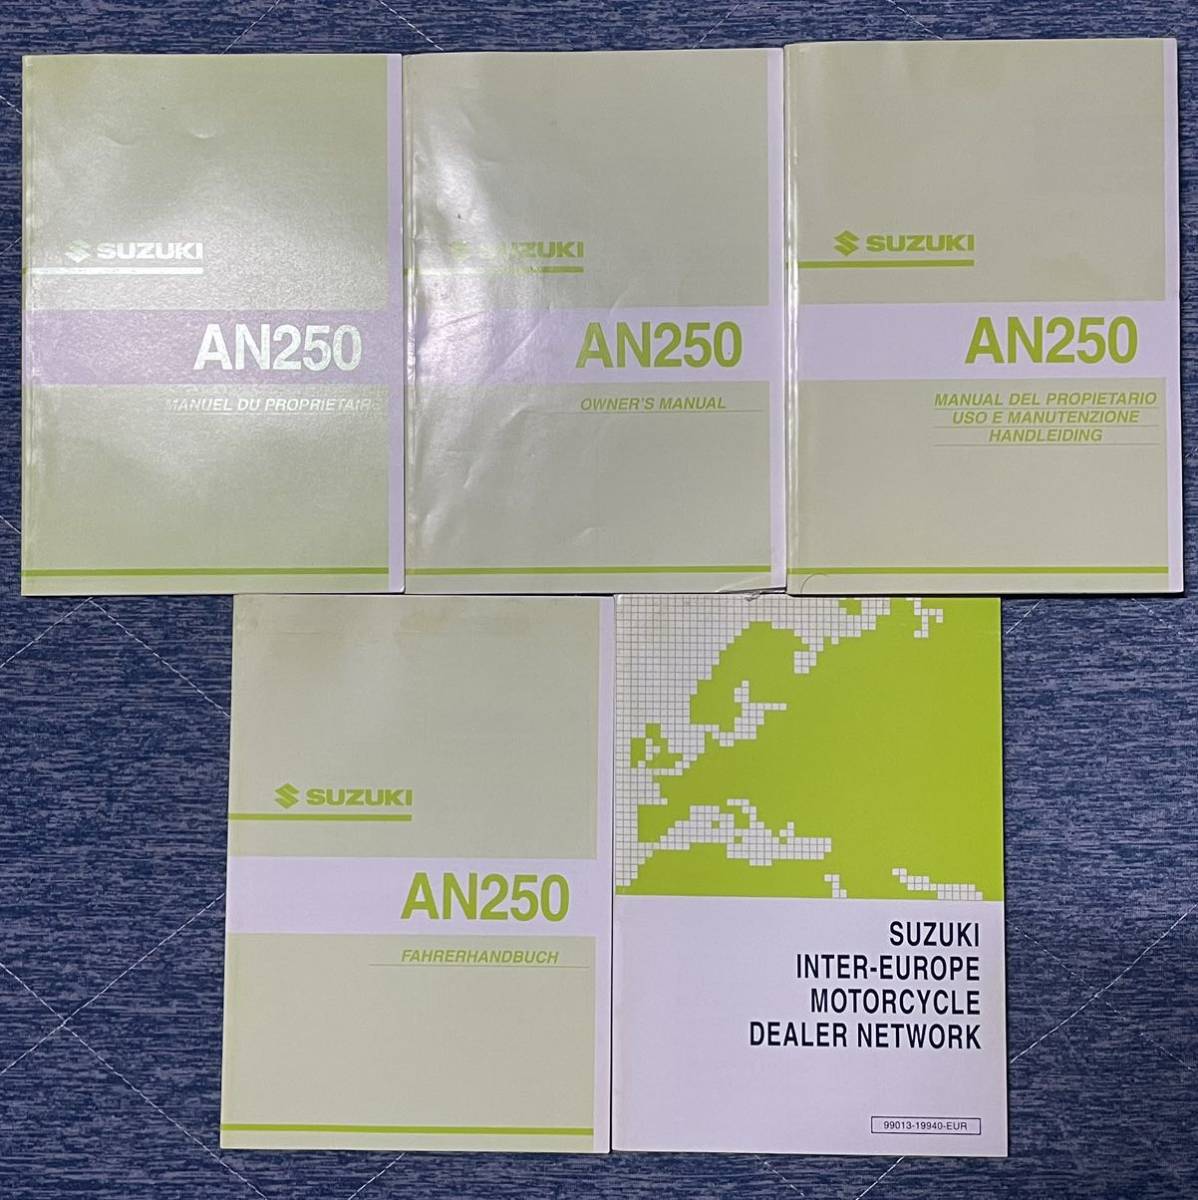 SUZUKI
AN250
MANUEL DU PROPRIETAIRE
SUZUKI
AN250
OWNER'S MANUAL
SUZUKI
AN250
MANUAL DEL PROPIETARIO
USO E MANUTENZIONE
HANDLEIDING
SUZUKI
AN250
FAHRERHANDBUCH
SUZUKI
INTER-EUROPE
MOTORCYCLE
DEALER NETWORK
99013-19940-EUR